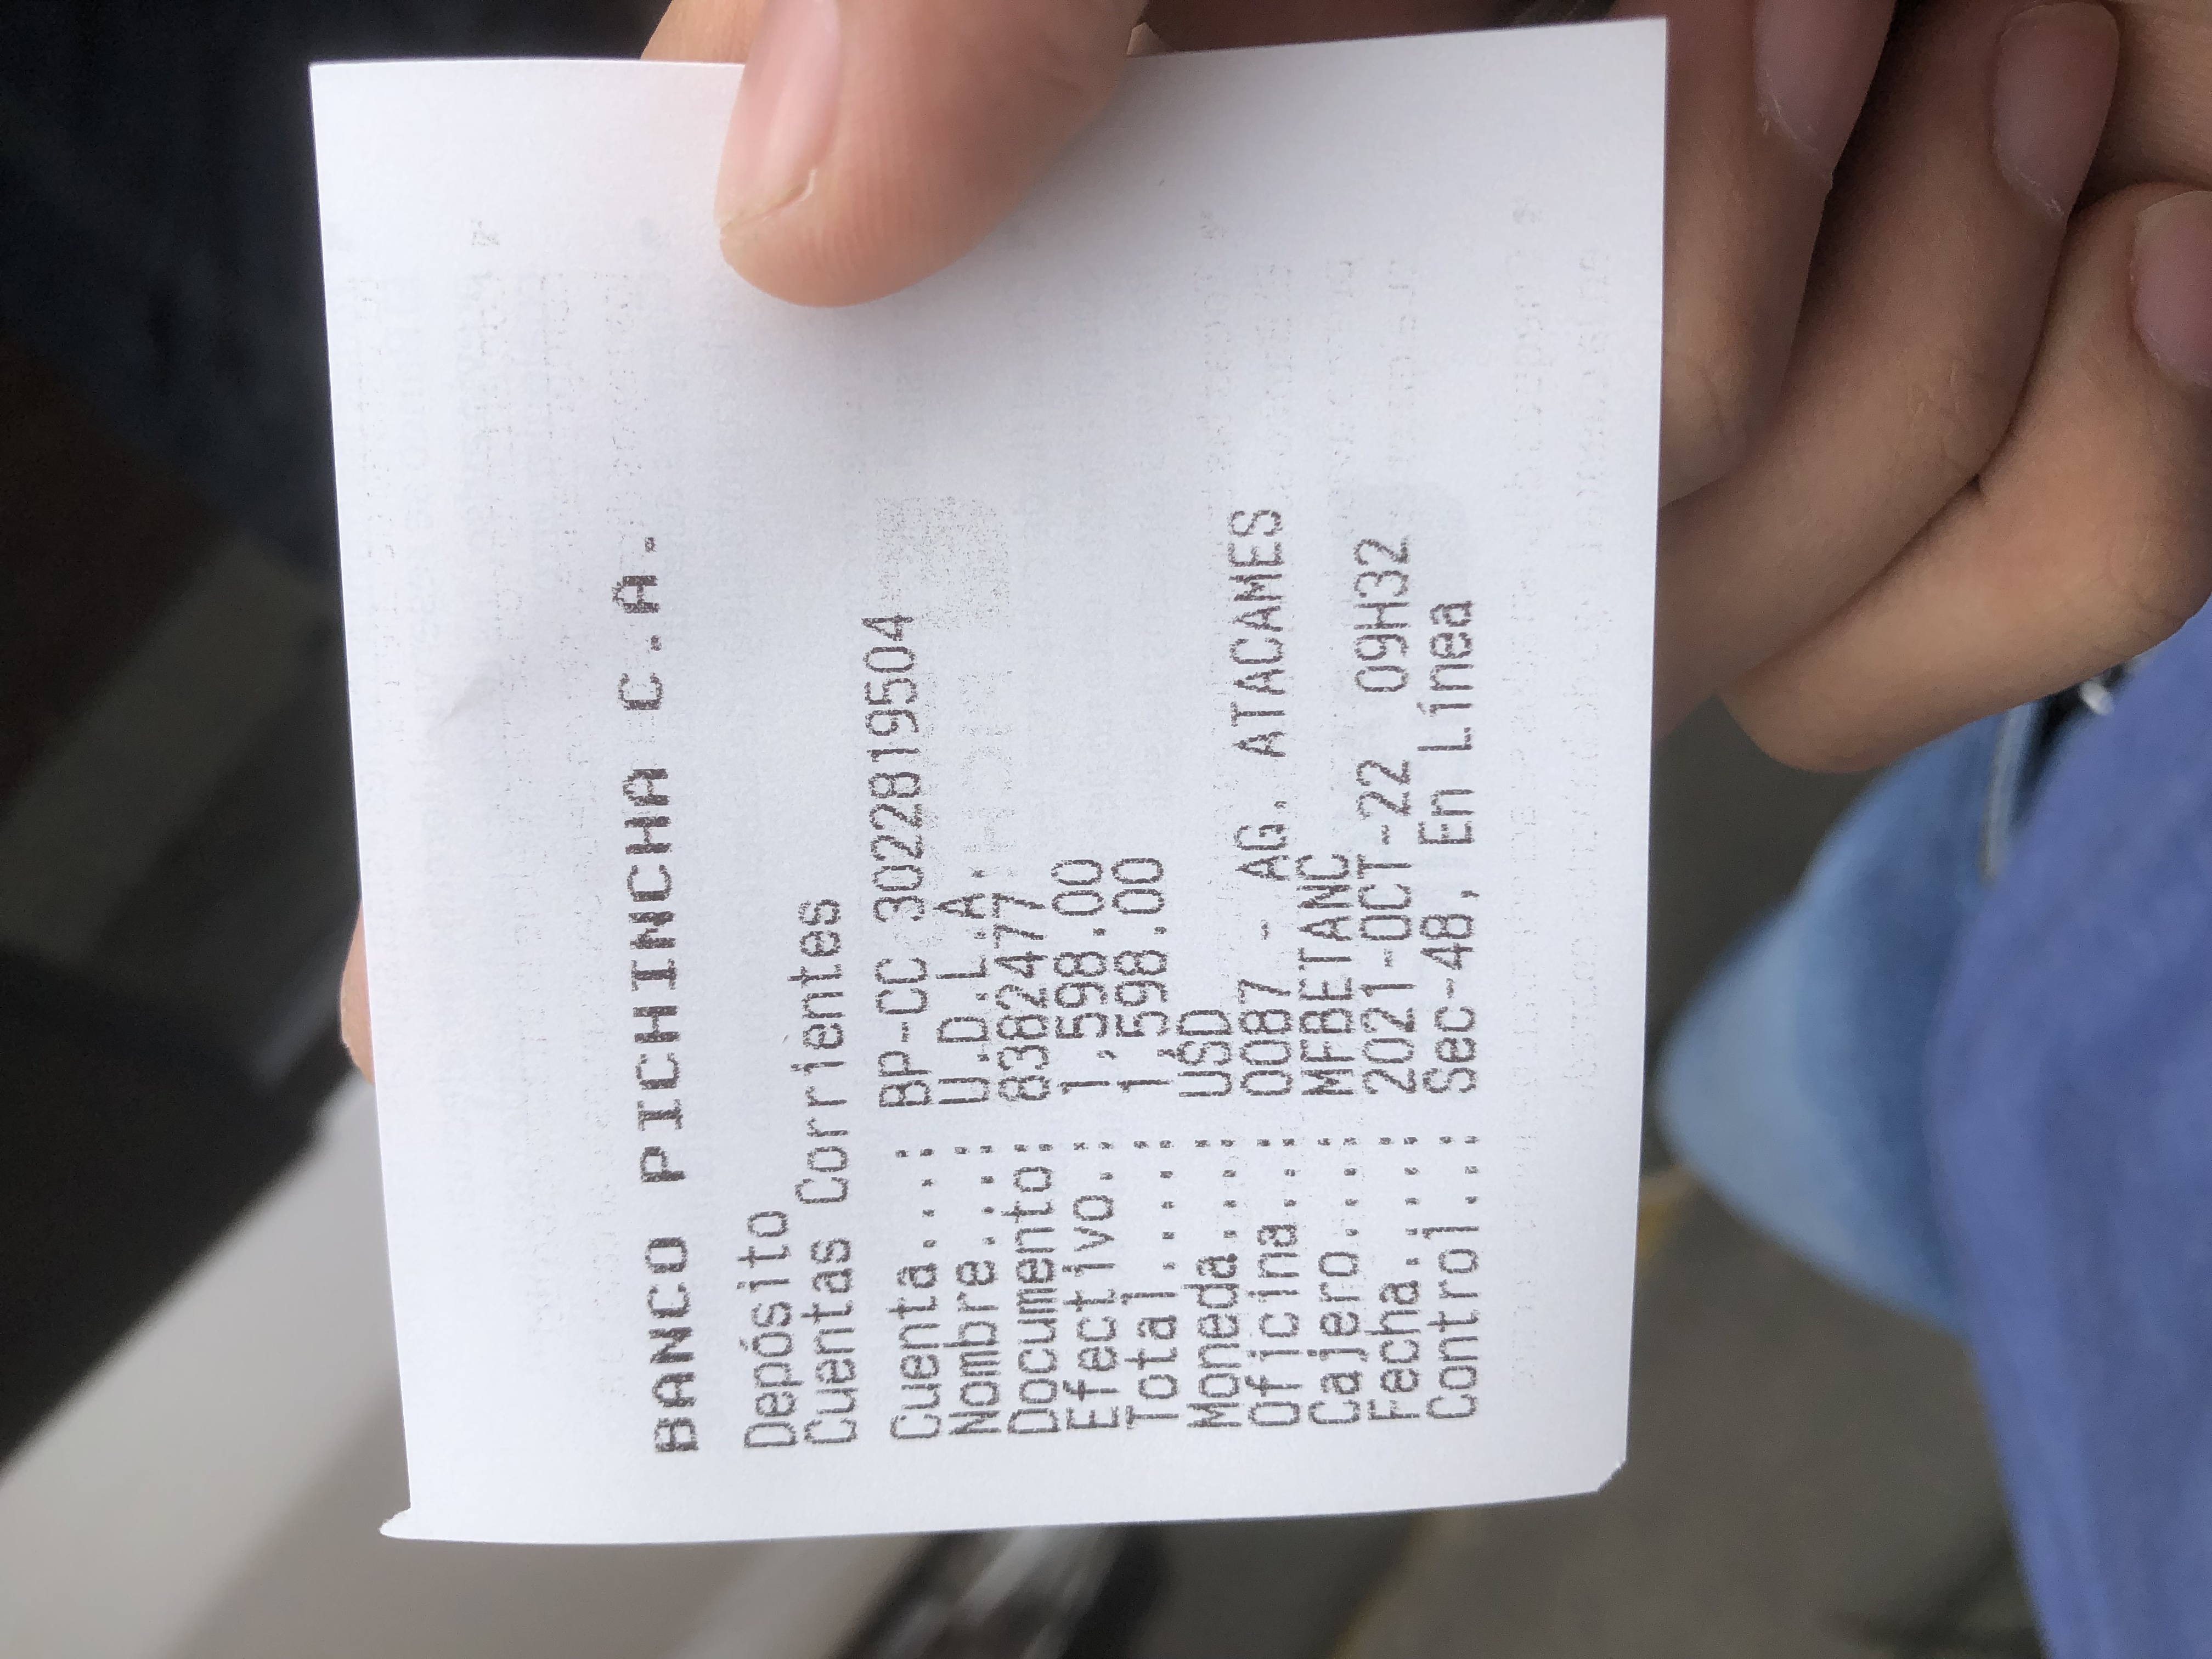 BANCO PICHINCHA C.A.
Depósito
Cuentas Corrientes
Cuenta....: BP-CC 3022819504
Nombre....: U.D.L.A.
Documento: 83824777
Efectivo..: 1,598.00
Total.....: 1,598.00
Moneda....: USD
Oficina...: 0087 - AG. ATACAMES
Cajero....: MFBETANC
Fecha.....: 2021-OCT-22 09H32
Control..: Sec-48, En Línea